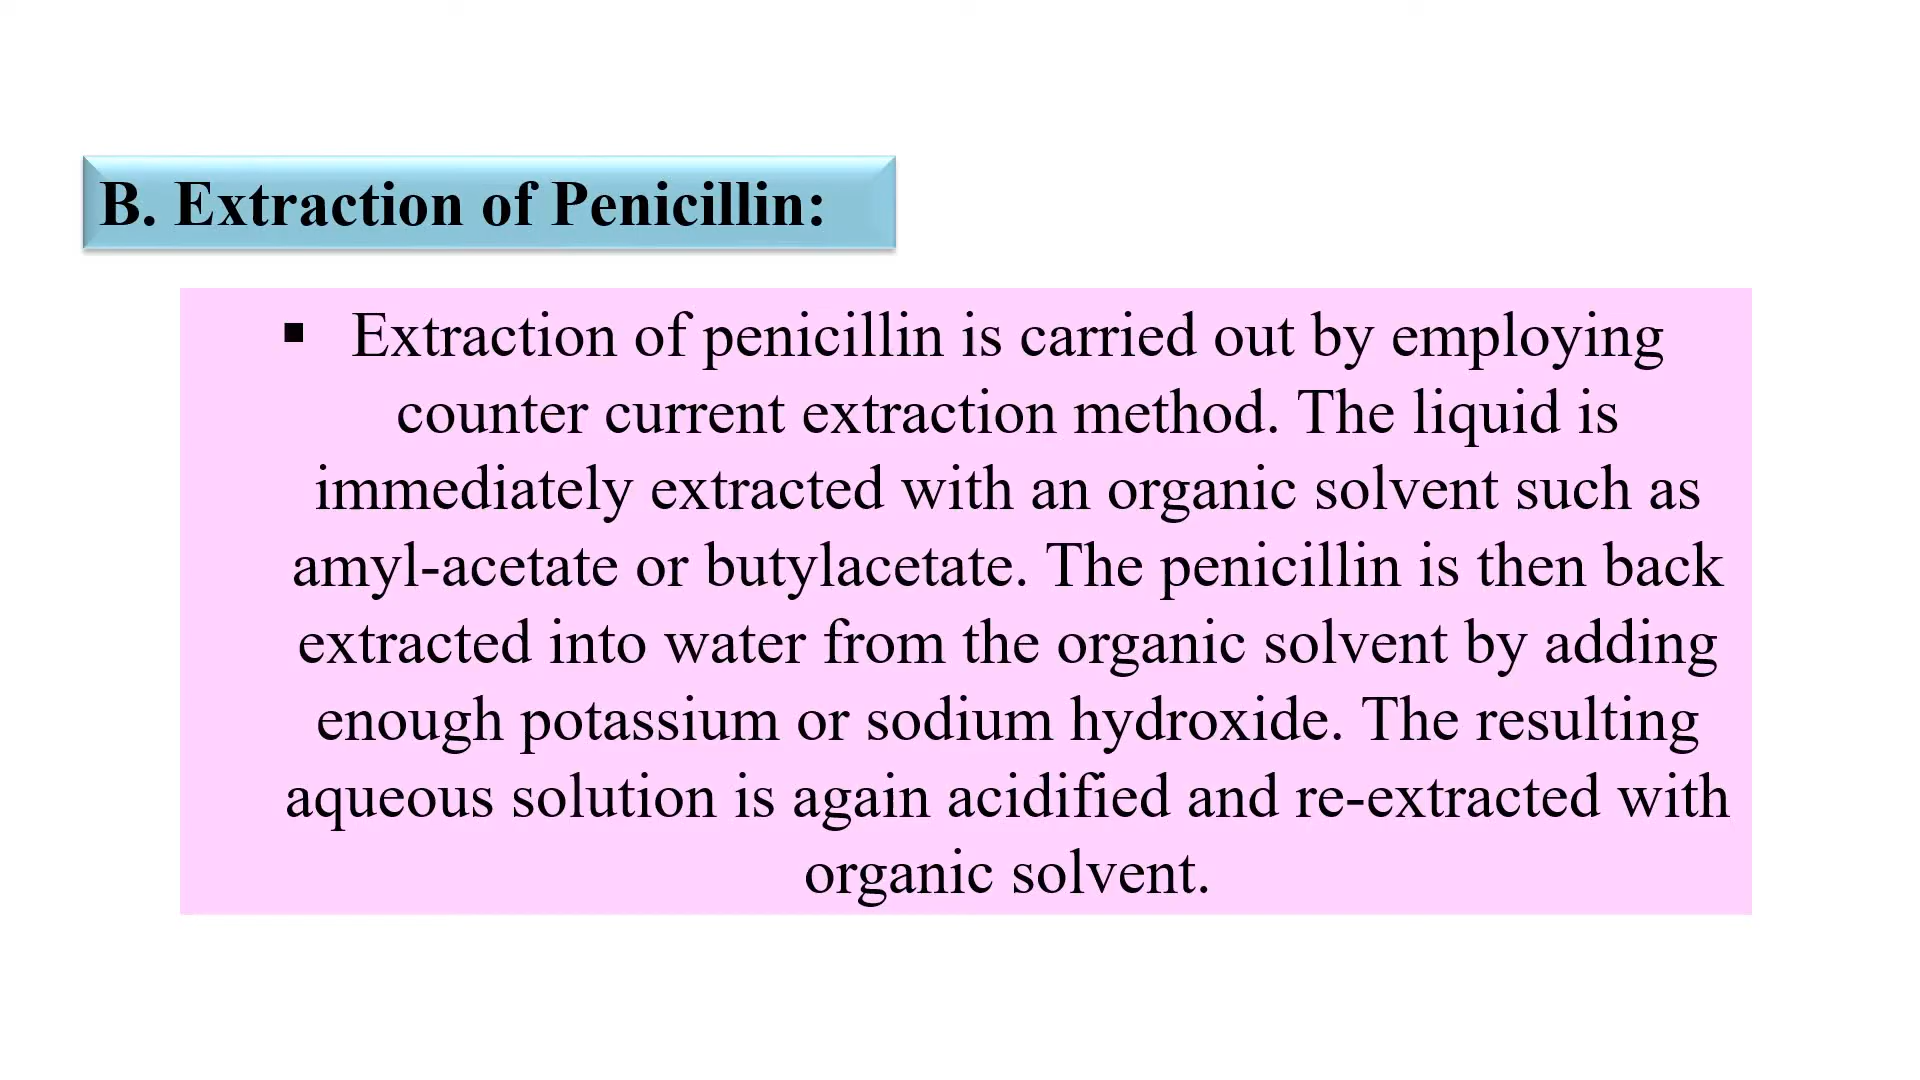 B. Extraction of Penicillin:
▪ Extraction of penicillin is carried out by employing
counter current extraction method. The liquid is
immediately extracted with an organic solvent such as
amyl-acetate or butylacetate. The penicillin is then back
extracted into water from the organic solvent by adding
enough potassium or sodium hydroxide. The resulting
aqueous solution is again acidified and re-extracted with
organic solvent.